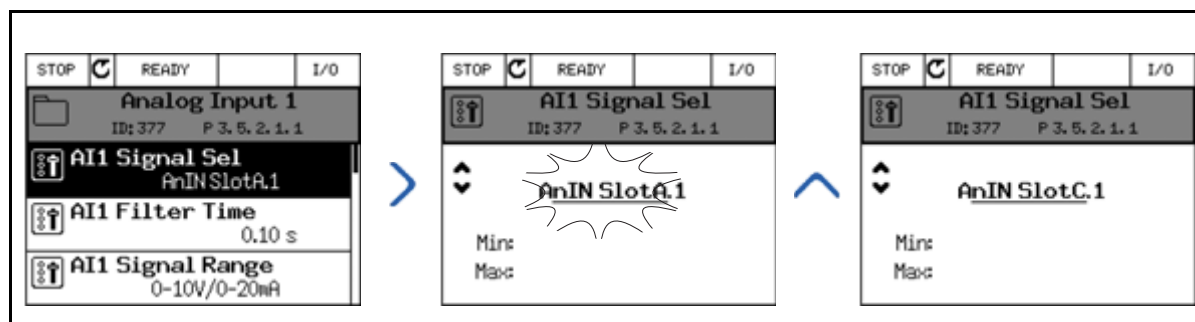 STOP READY I/O
Analog Input 1
ID:377 P3.5.2.1.1
AI1 Signal Sel
AnIN SlotA.1
AI1 Filter Time
0.10 s
AI1 Signal Range
0-10V/0-20mA
STOP READY I/O
AI1 Signal Sel
ID:377 P3.5.2.1.1
AnIN SlotA.1
Min:
Max:
STOP READY I/O
AI1 Signal Sel
ID:377 P3.5.2.1.1
AnIN SlotC.1
Min:
Max: